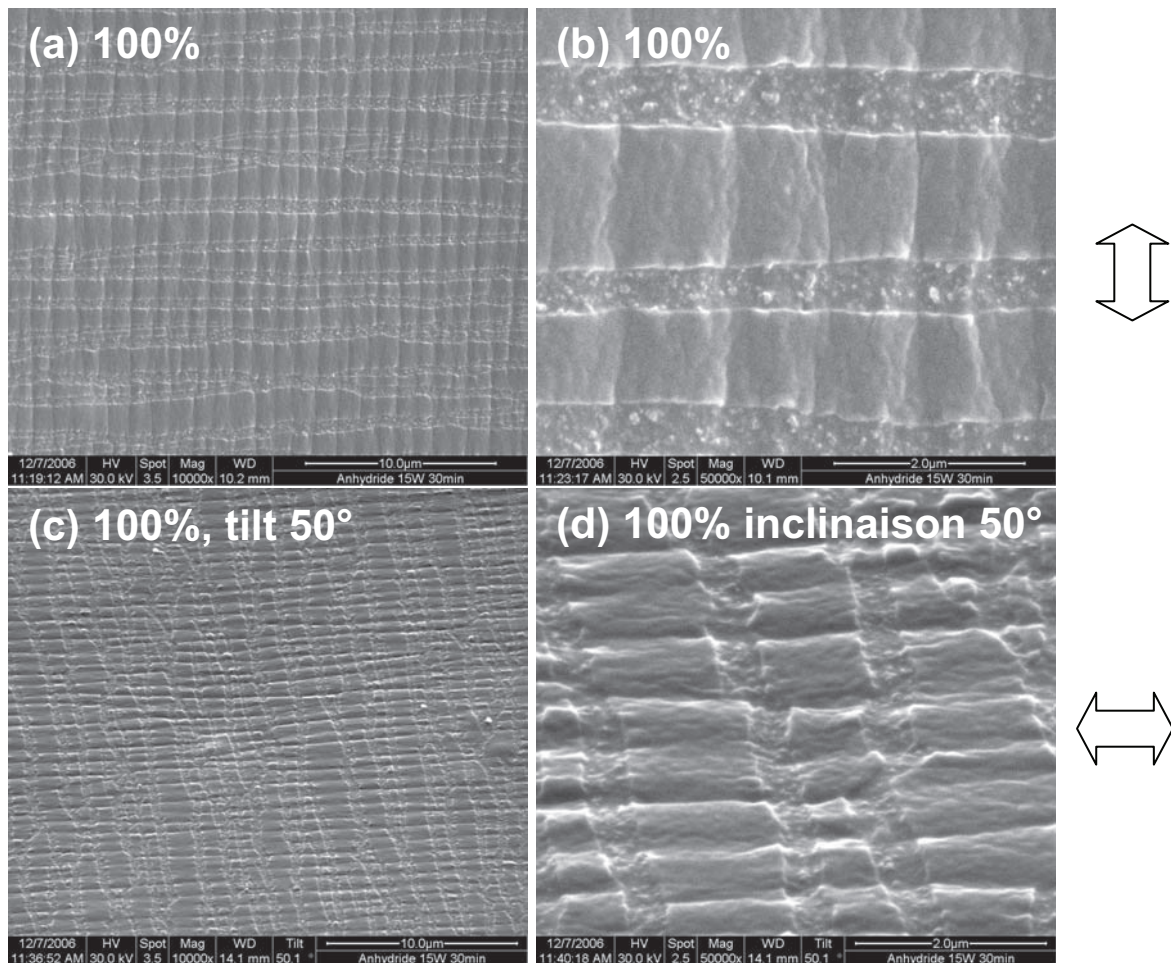 (a) 100%
(b) 100%
12/7/2006 HV Spot Mag WD 10.0µm
11:19:12 AM 30.0 kV 3.5 10000x 10.2 mm Anhydride 15W 30min
12/7/2006 HV Spot Mag WD 2.0µm
11:23:17 AM 30.0 kV 2.5 50000x 10.1 mm Anhydride 15W 30min
(c) 100%, tilt 50°
(d) 100% inclinaison 50°
12/7/2006 HV Spot Mag WD Tilt 10.0µm
11:36:52 AM 30.0 kV 3.5 10000x 14.1 mm 50.1 ° Anhydride 15W 30min
12/7/2006 HV Spot Mag WD Tilt 2.0µm
11:40:18 AM 30.0 kV 2.5 50000x 14.1 mm 50.1 ° Anhydride 15W 30min